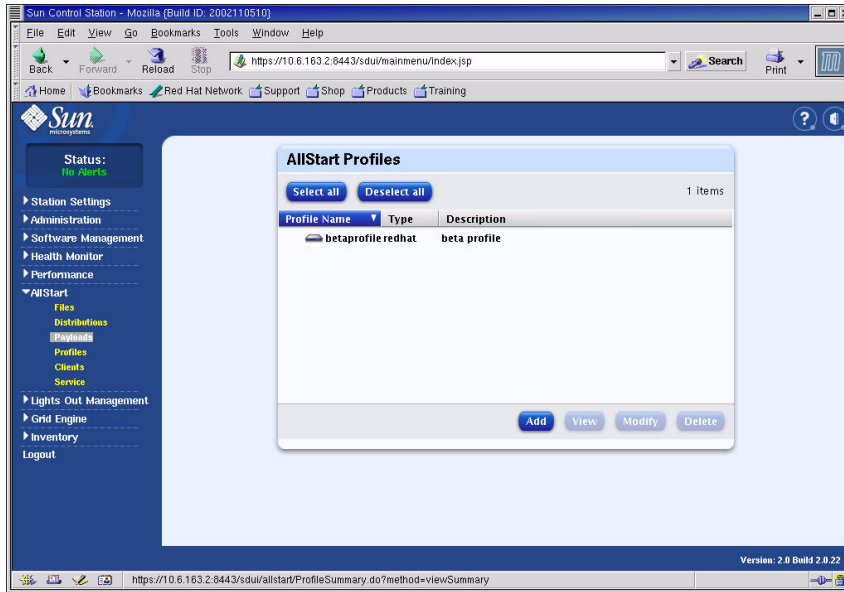 Sun Control Station - Mozilla {Build ID: 2002110510}
File Edit View Go Bookmarks Tools Window Help
Back Forward Reload Stop https://10.6.163.2:8443/sdui/mainmenu/index.jsp Search Print
Home Bookmarks Red Hat Network Support Shop Products Training
Sun
microsystems
?
Status:
No Alerts
Station Settings
Administration
Software Management
Health Monitor
Performance
AllStart
Files
Distributions
Payloads
Profiles
Clients
Service
Lights Out Management
Grid Engine
Inventory
Logout
AllStart Profiles
Select all Deselect all 1 items
Profile Name Type Description
betaprofile redhat beta profile
Add View Modify Delete
Version: 2.0 Build 2.0.22
https://10.6.163.2:8443/sdui/allstart/ProfileSummary.do?method=viewSummary